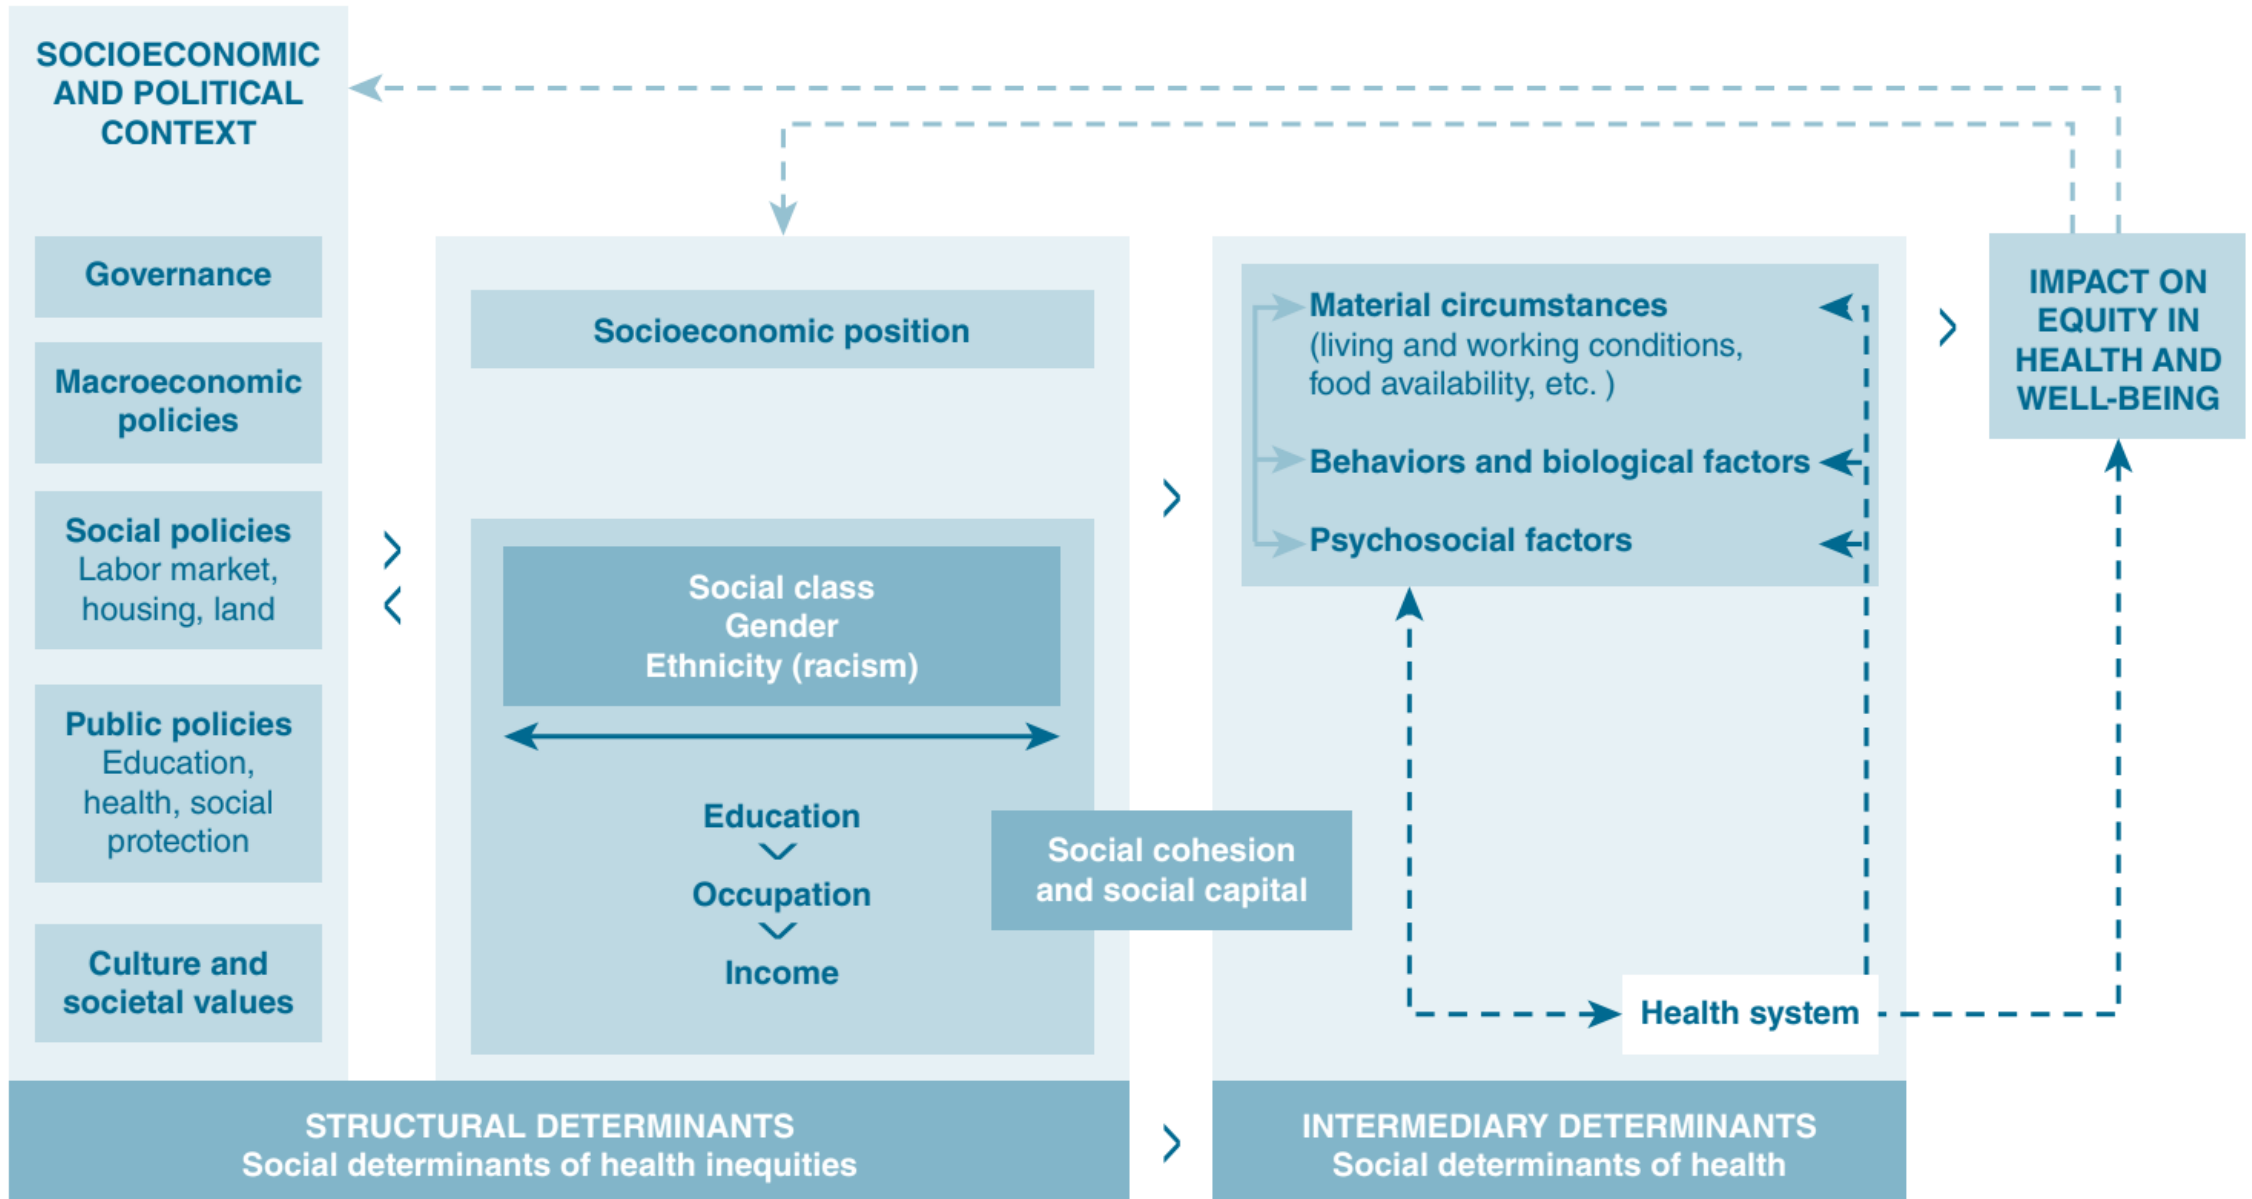 SOCIOECONOMIC
AND POLITICAL
CONTEXT
Governance
Macroeconomic
policies
Social policies
Labor market,
housing, land
Public policies
Education,
health, social
protection
Culture and
societal values
Socioeconomic position
Social class
Gender
Ethnicity (racism)
Education
Occupation
Income
Social cohesion
and social capital
Material circumstances
(living and working conditions,
food availability, etc. )
Behaviors and biological factors
Psychosocial factors
Health system
IMPACT ON
EQUITY IN
HEALTH AND
WELL-BEING
STRUCTURAL DETERMINANTS
Social determinants of health inequities
INTERMEDIARY DETERMINANTS
Social determinants of health